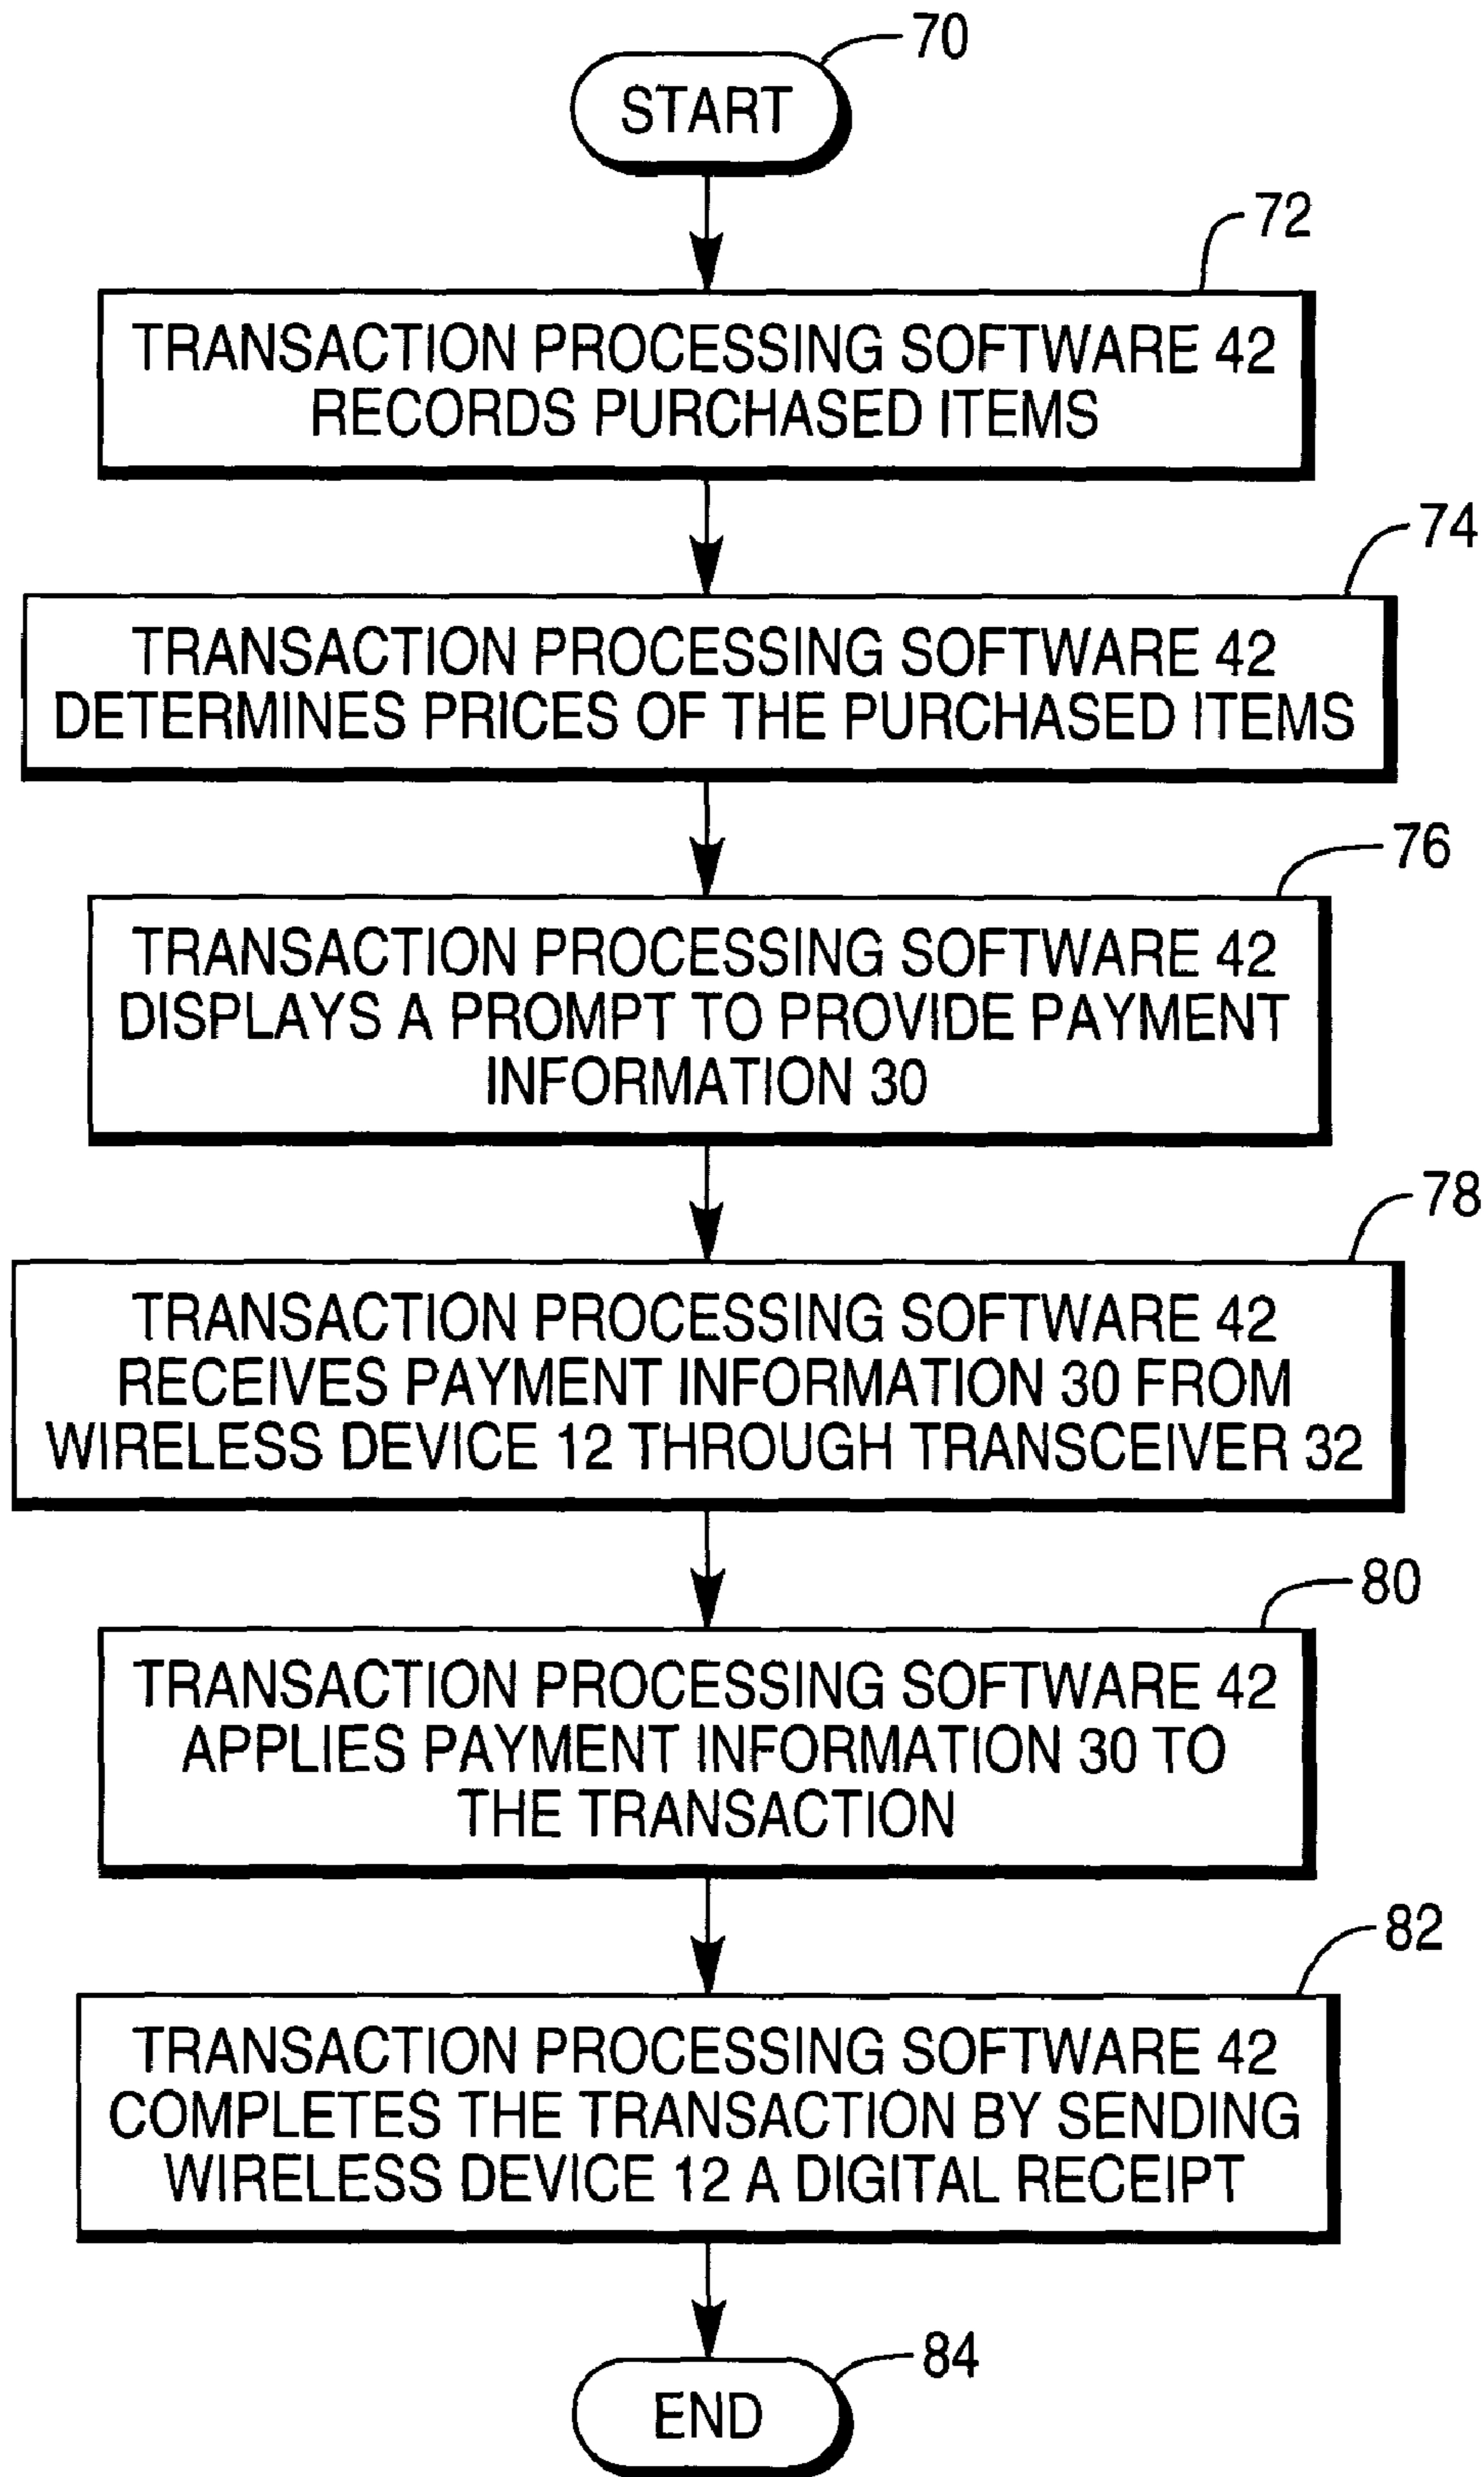 70
START
72
TRANSACTION PROCESSING SOFTWARE 42
RECORDS PURCHASED ITEMS
74
TRANSACTION PROCESSING SOFTWARE 42
DETERMINES PRICES OF THE PURCHASED ITEMS
76
TRANSACTION PROCESSING SOFTWARE 42
DISPLAYS A PROMPT TO PROVIDE PAYMENT
INFORMATION 30
78
TRANSACTION PROCESSING SOFTWARE 42
RECEIVES PAYMENT INFORMATION 30 FROM
WIRELESS DEVICE 12 THROUGH TRANSCEIVER 32
80
TRANSACTION PROCESSING SOFTWARE 42
APPLIES PAYMENT INFORMATION 30 TO
THE TRANSACTION
82
TRANSACTION PROCESSING SOFTWARE 42
COMPLETES THE TRANSACTION BY SENDING
WIRELESS DEVICE 12 A DIGITAL RECEIPT
84
END